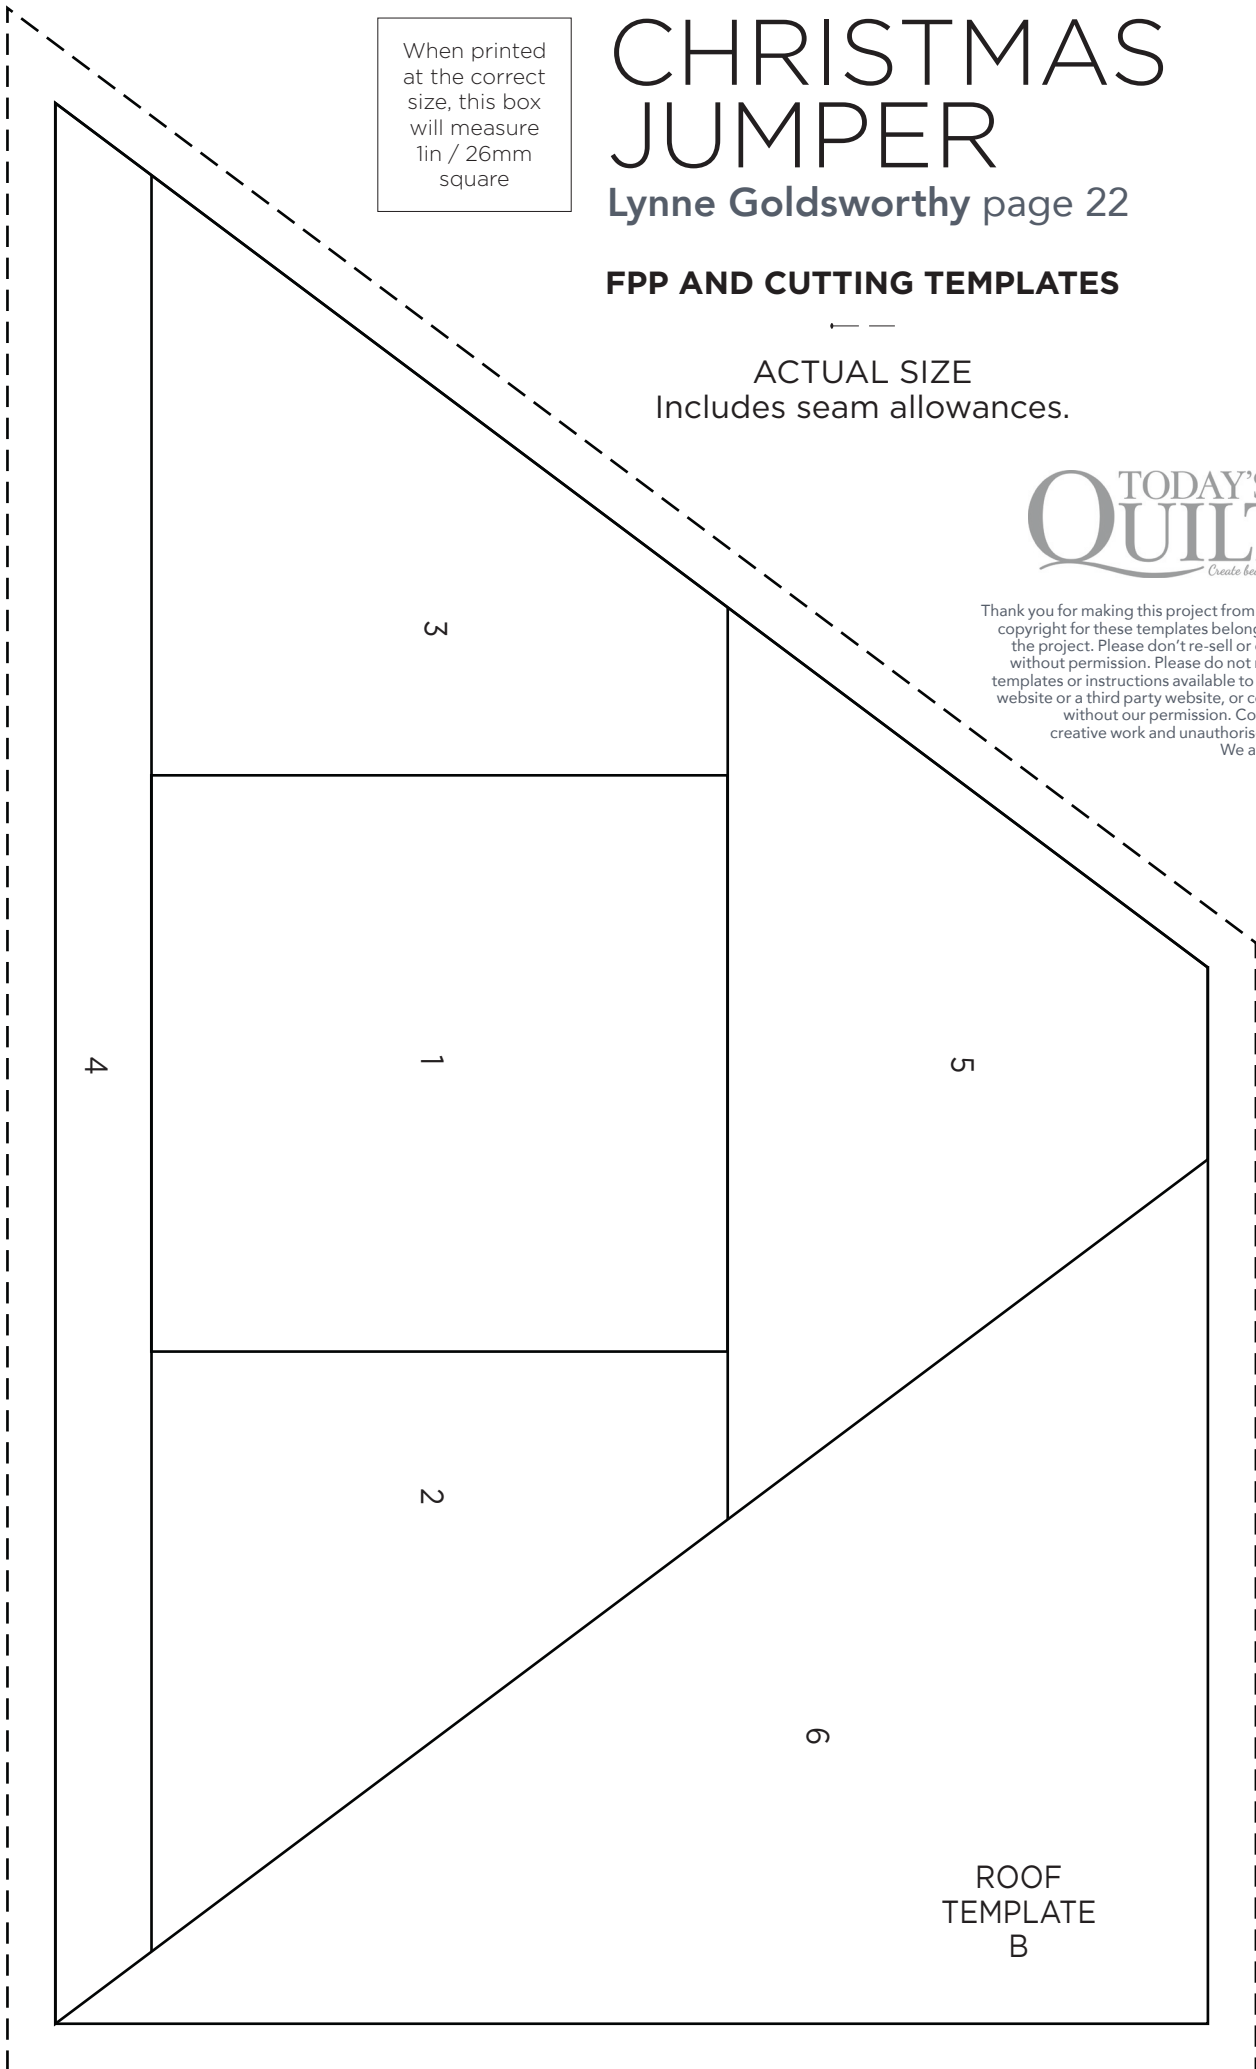 When printed
at the correct
size, this box
will measure
1in / 26mm
square
CHRISTMAS
JUMPER
Lynne Goldsworthy page 22
FPP AND CUTTING TEMPLATES
ACTUAL SIZE
Includes seam allowances.
TODAY'S
QUILT
Create
Thank you for making this project from
copyright for these templates
the project. Please don't re-sell or
without permission. Please do not
templates or instructions available to
website or a third party website, or
without our permission.
creative work and
We
3
4
1
5
2
6
ROOF
TEMPLATE
B